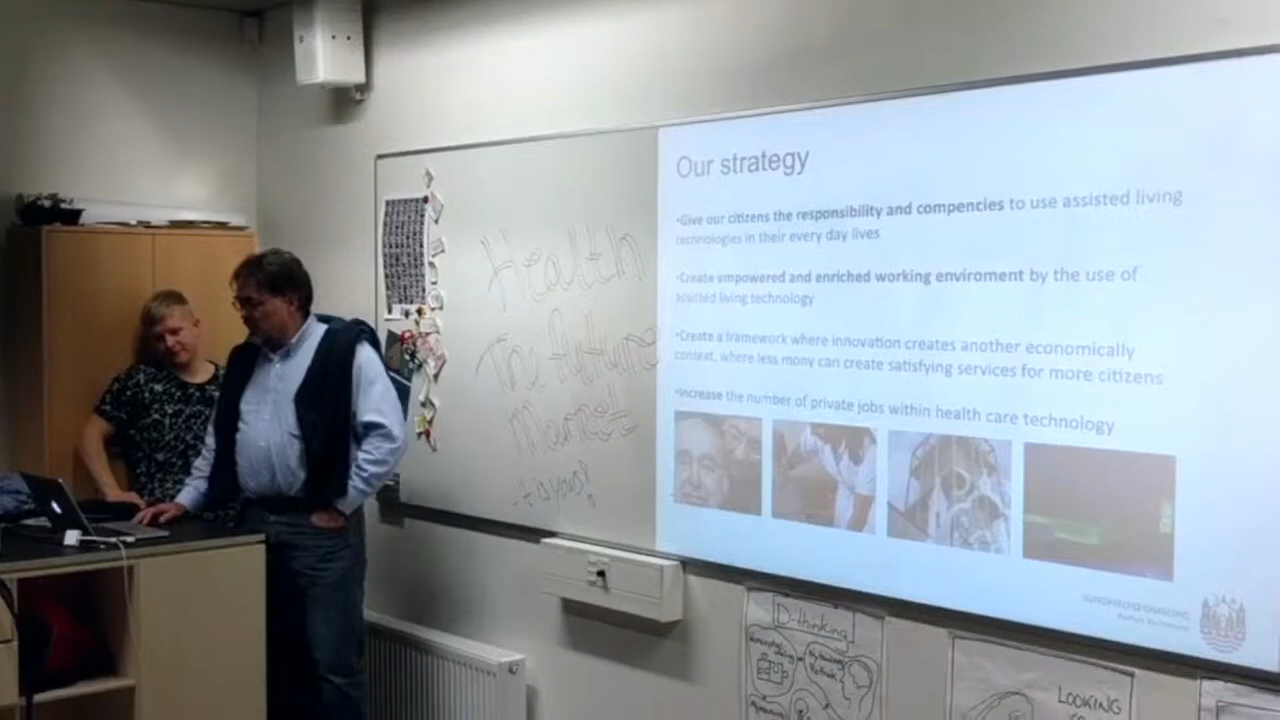 Health
The future
Market
Our strategy
•Give our citizens the responsibility and compencies to use assisted living
technologies in their every day lives
•Create empowered and enriched working enviroment by the use of
assisted living technology
•Create a framework where innovation creates another economically
context, where less mony can create satisfying services for more citizens
•Increase the number of private jobs within health care technology
D-thinking
LOOKING